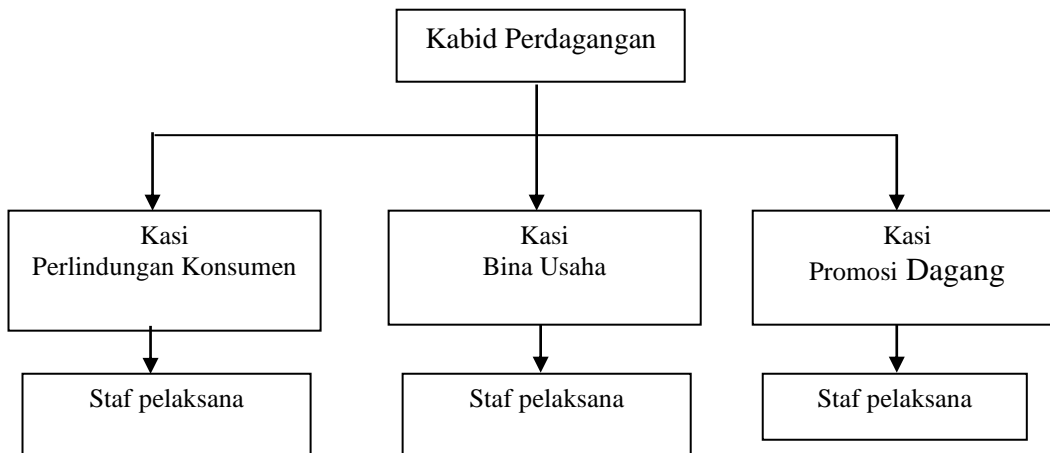 Kabid Perdagangan
Kasi
Perlindungan Konsumen
Kasi
Bina Usaha
Kasi
Promosi Dagang
Staf pelaksana
Staf pelaksana
Staf pelaksana